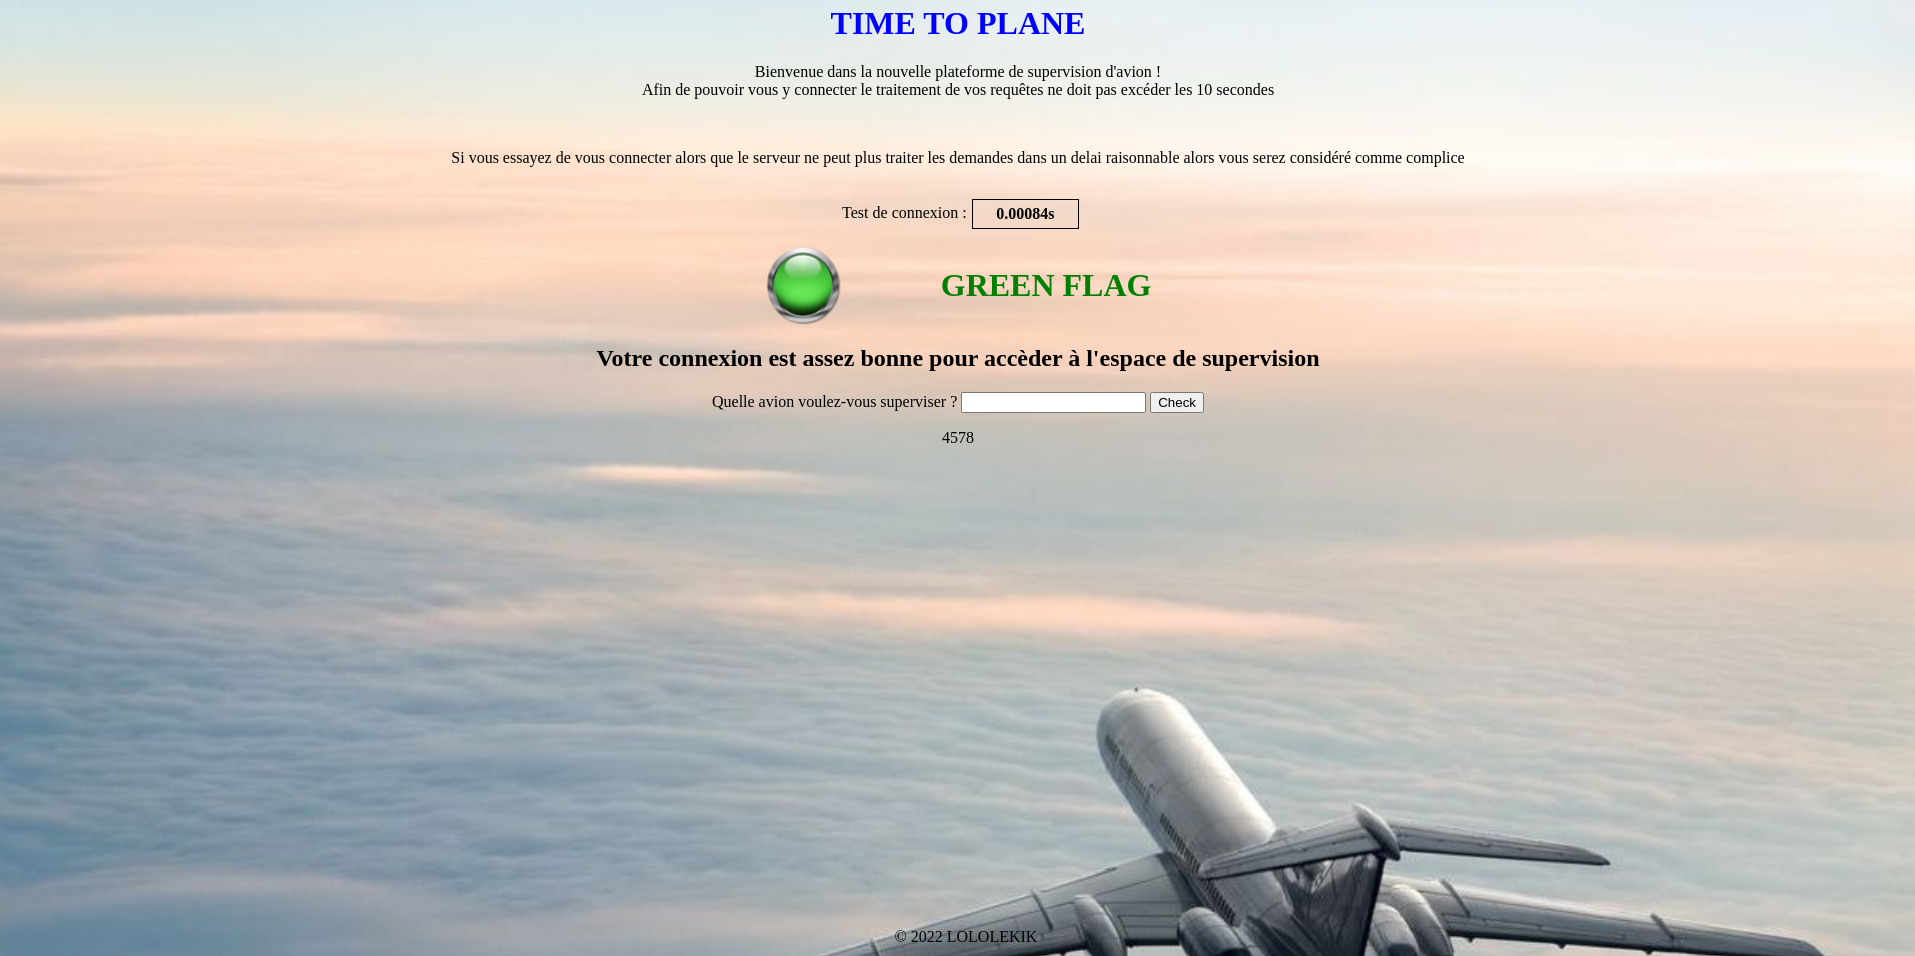 TIME TO PLANE
Bienvenue dans la nouvelle plateforme de supervision d'avion !
Afin de pouvoir vous y connecter le traitement de vos requêtes ne doit pas excéder les 10 secondes
Si vous essayez de vous connecter alors que le serveur ne peut plus traiter les demandes dans un delai raisonnable alors vous serez considéré comme complice
Test de connexion : 0.00084s
GREEN FLAG
Votre connexion est assez bonne pour accèder à l'espace de supervision
Quelle avion voulez-vous superviser ? Check
4578
© 2022 LOLOLEKIK